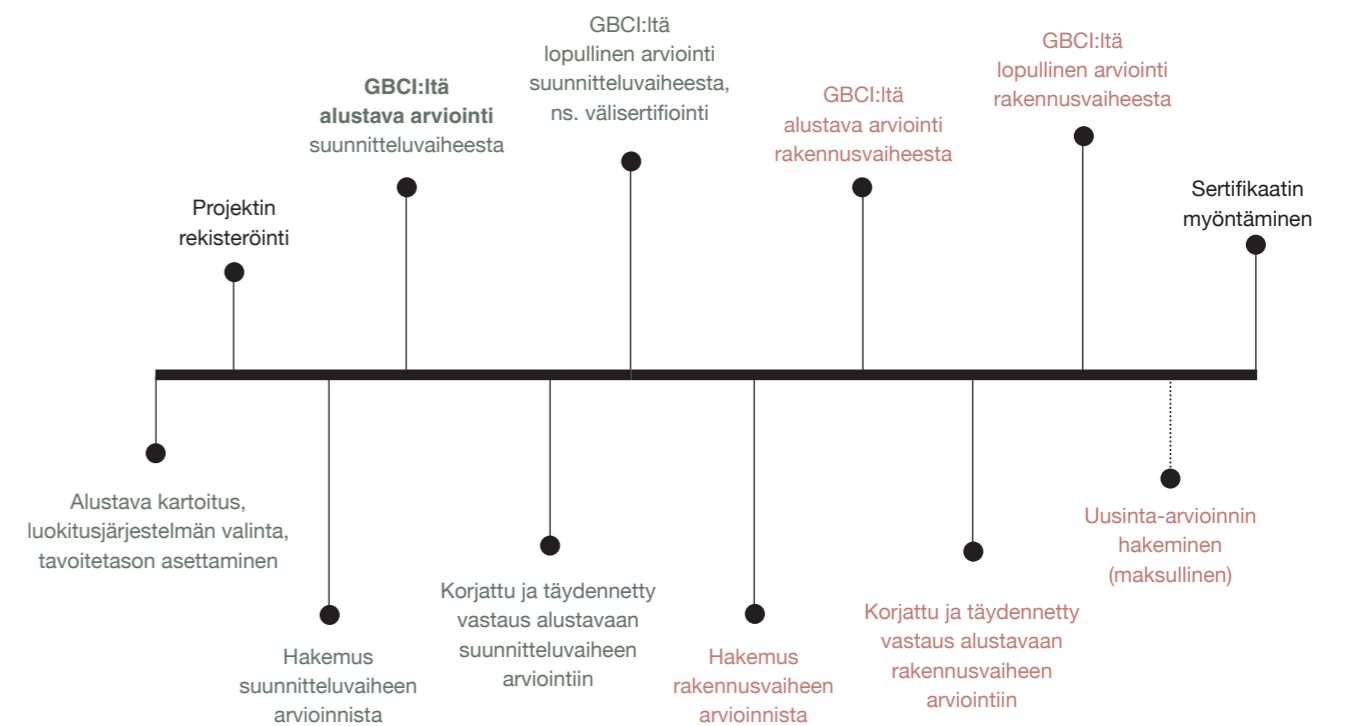 GBCI:ltä
lopullinen arviointi
suunnitteluvaiheesta,
ns. välisertifiointi
GBCI:ltä
lopullinen arviointi
rakennusvaiheesta
GBCI:ltä
alustava arviointi
suunnitteluvaiheesta
GBCI:ltä
alustava arviointi
rakennusvaiheesta
Projektin
rekisteröinti
Sertifikaatin
myöntäminen
Alustava kartoitus,
luokitusjärjestelmän valinta,
tavoitetason asettaminen
Hakemus
suunnitteluvaiheen
arvioinnista
Korjattu ja täydennetty
vastaus alustavaan
suunnitteluvaiheen
arviointiin
Hakemus
rakennusvaiheen
arvioinnista
Korjattu ja täydennetty
vastaus alustavaan
rakennusvaiheen
arviointiin
Uusinta-arvioinnin
hakeminen
(maksullinen)